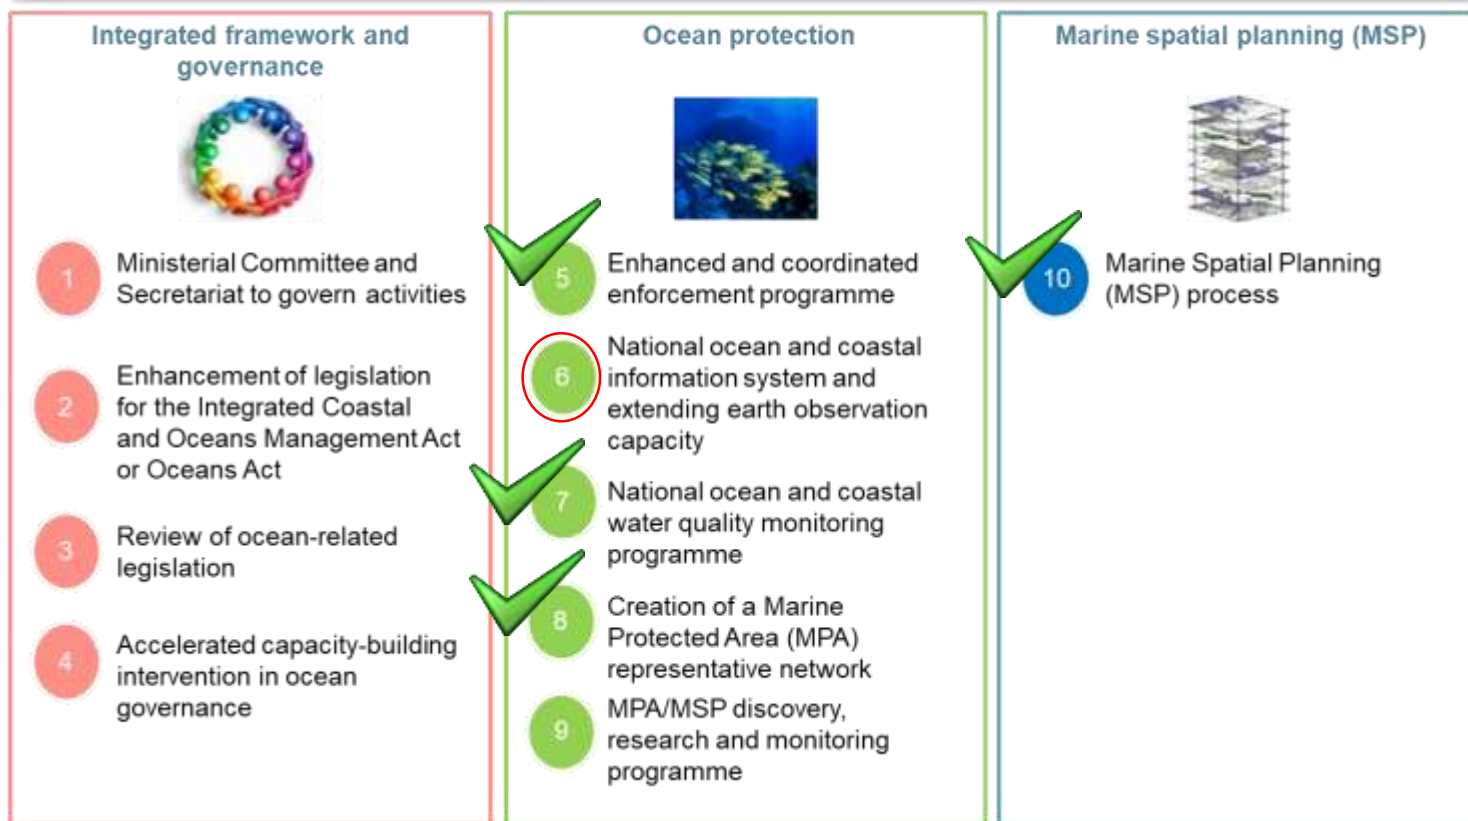 Integrated framework and
governance
1
Ministerial Committee and
Secretariat to govern activities
2
Enhancement of legislation
for the Integrated Coastal
and Oceans Management Act
or Oceans Act
3
Review of ocean-related
legislation
4
Accelerated capacity-building
intervention in ocean
governance
Ocean protection
5
Enhanced and coordinated
enforcement programme
6
National ocean and coastal
information system and
extending earth observation
capacity
7
National ocean and coastal
water quality monitoring
programme
8
Creation of a Marine
Protected Area (MPA)
representative network
9
MPA/MSP discovery,
research and monitoring
programme
Marine spatial planning (MSP)
10
Marine Spatial Planning
(MSP) process